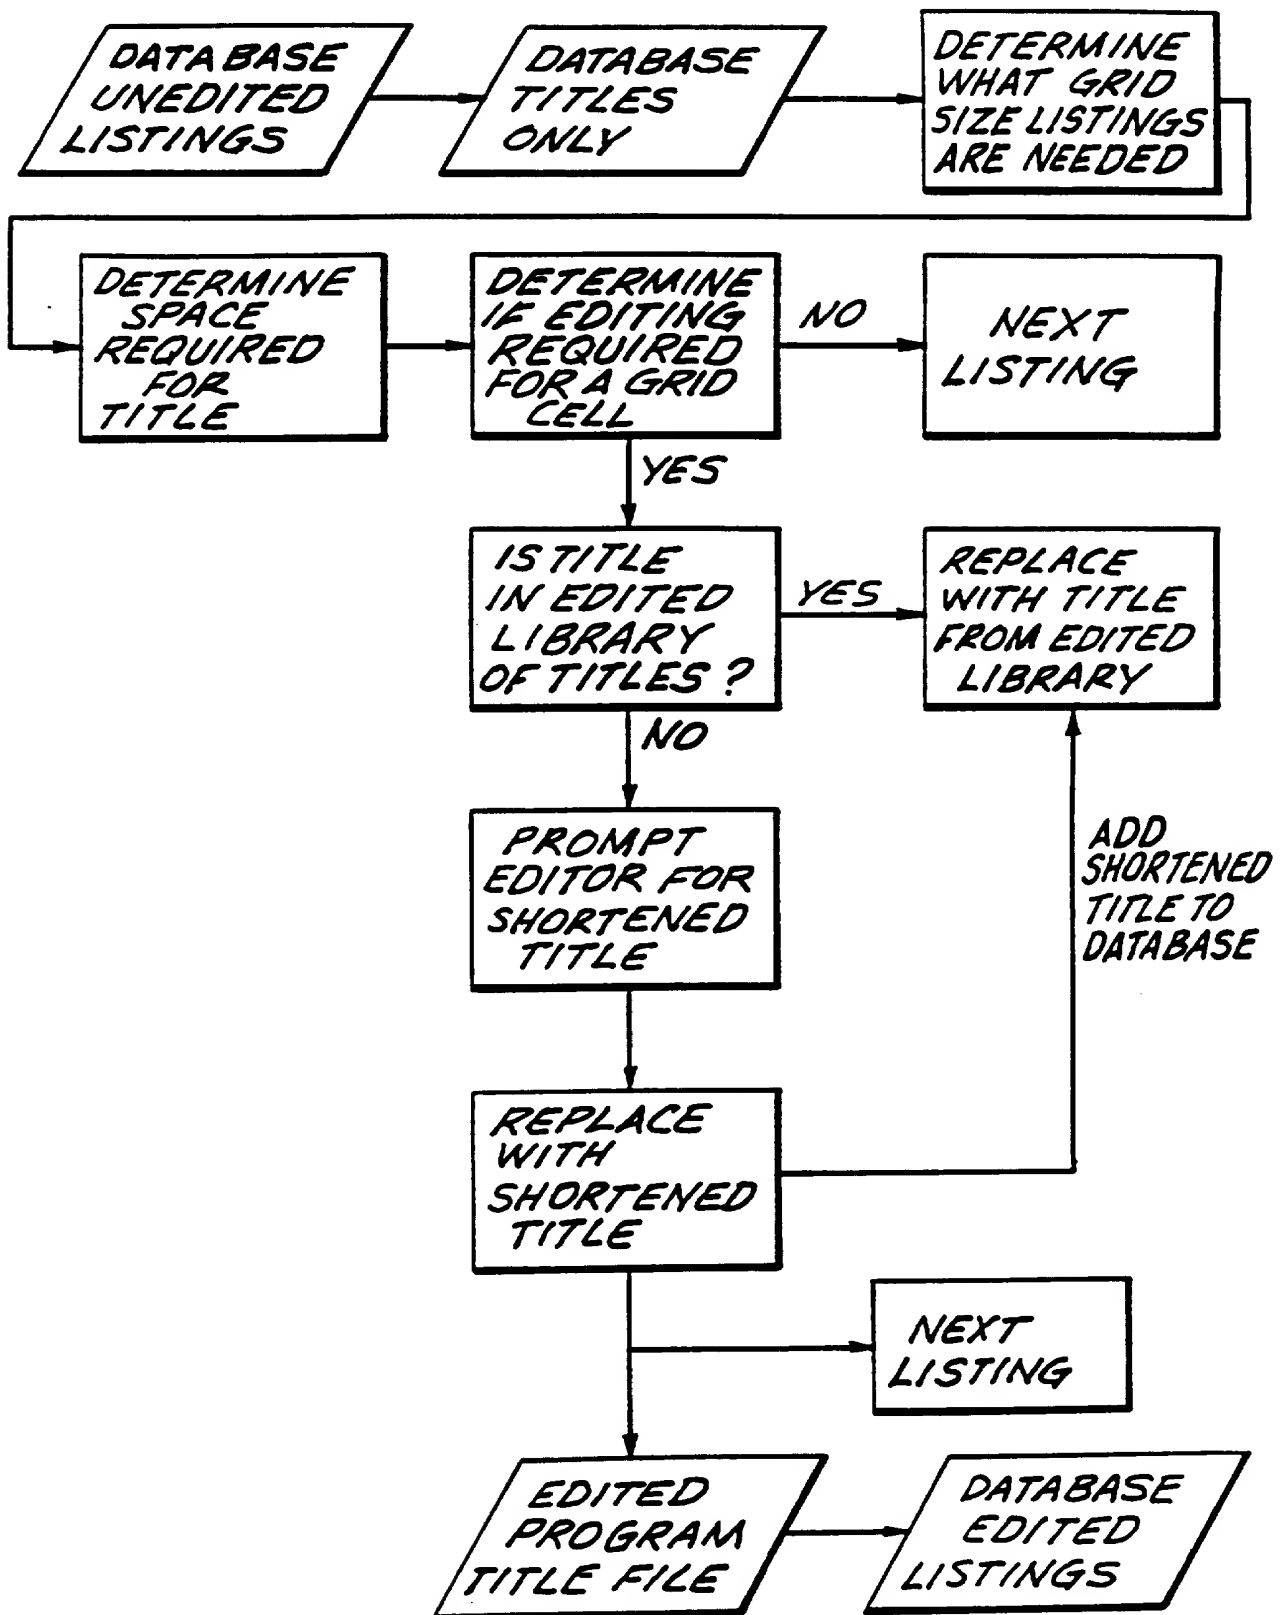 DATABASE
UNEDITED
LISTINGS
DATABASE
TITLES
ONLY
DETERMINE
WHAT GRID
SIZE LISTINGS
ARE NEEDED
DETERMINE
SPACE
REQUIRED
FOR
TITLE
DETERMINE
IF EDITING
REQUIRED
FOR A GRID
CELL
NO
NEXT
LISTING
YES
IS TITLE
IN EDITED
LIBRARY
OF TITLES ?
YES
REPLACE
WITH TITLE
FROM EDITED
LIBRARY
NO
PROMPT
EDITOR FOR
SHORTENED
TITLE
ADD
SHORTENED
TITLE TO
DATABASE
REPLACE
WITH
SHORTENED
TITLE
NEXT
LISTING
EDITED
PROGRAM
TITLE FILE
DATABASE
EDITED
LISTINGS